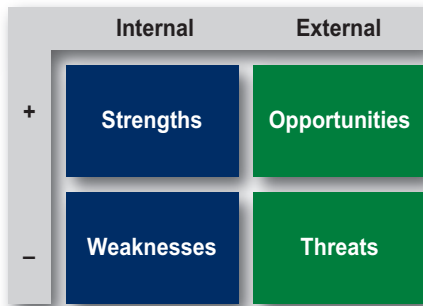 Internal External
+ Strengths Opportunities
– Weaknesses Threats